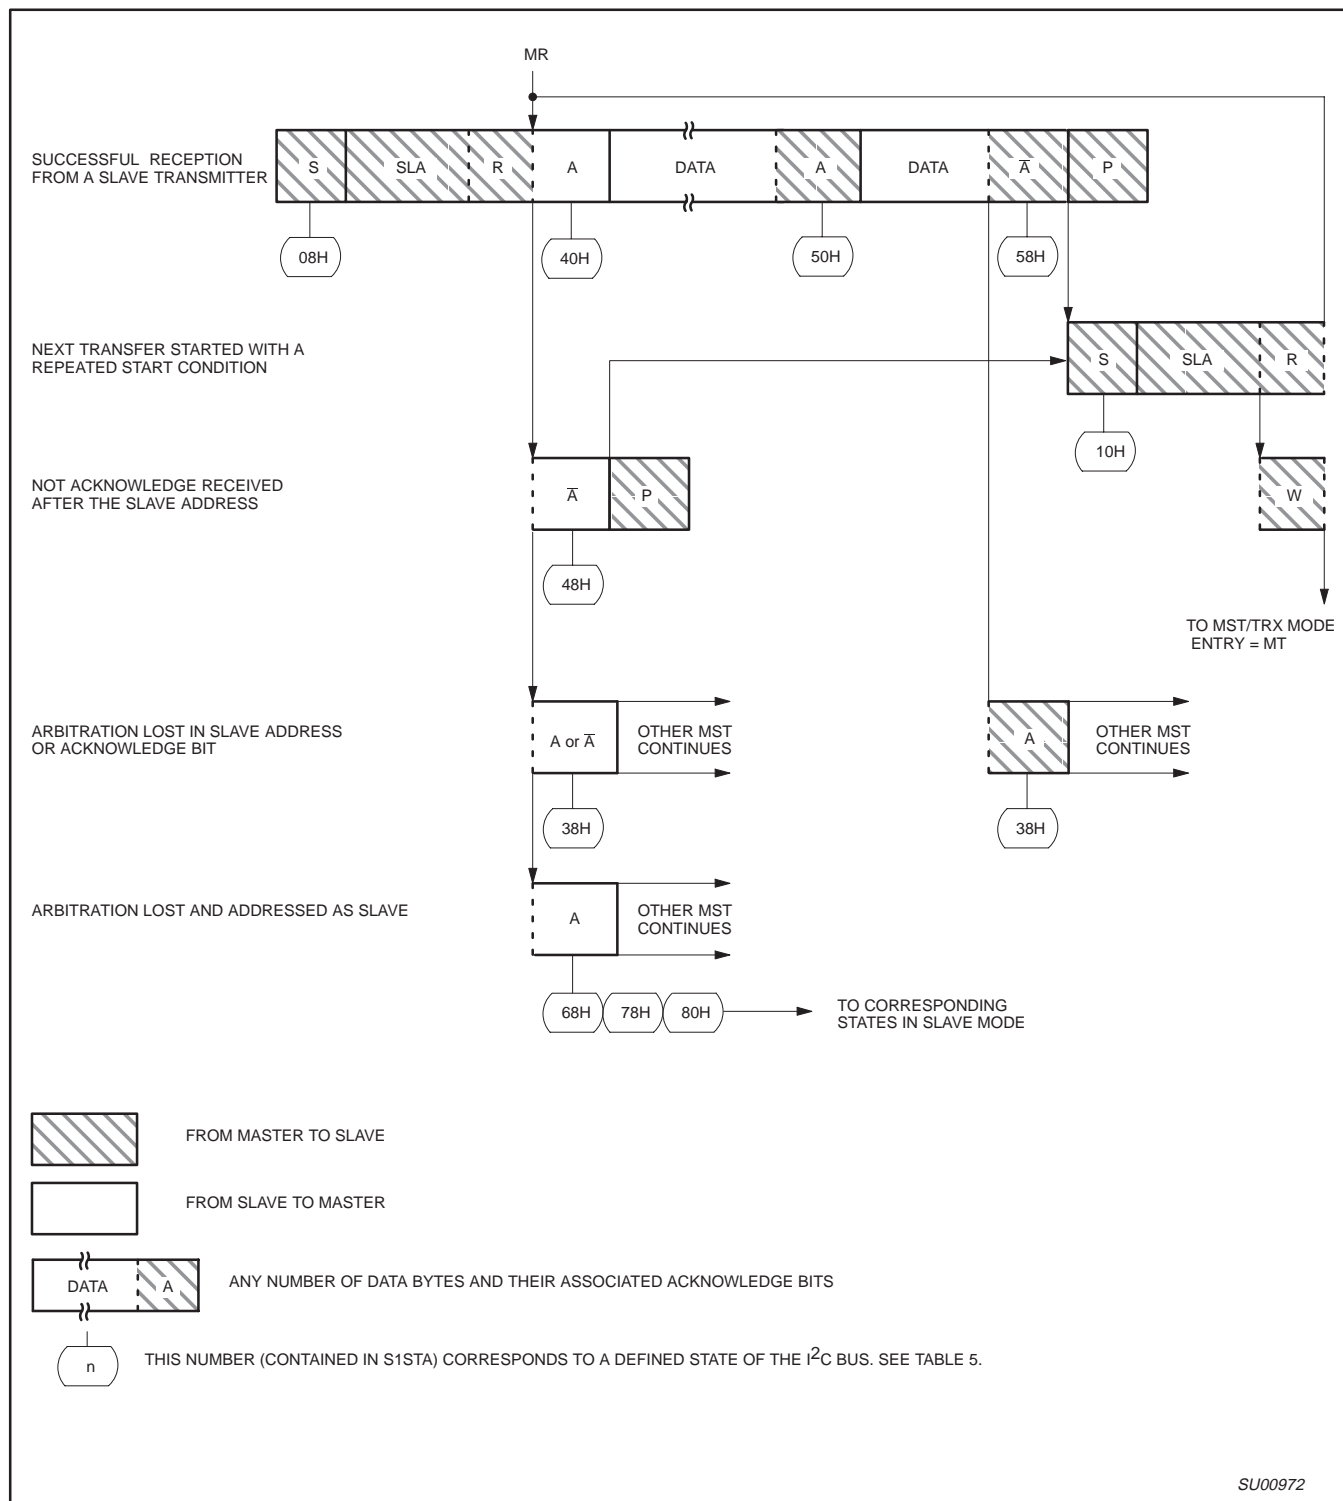 MR
SUCCESSFUL RECEPTION
FROM A SLAVE TRANSMITTER
S SLA R A DATA A DATA A̅ P
08H 40H 50H 58H
NEXT TRANSFER STARTED WITH A
REPEATED START CONDITION
S SLA R
10H
NOT ACKNOWLEDGE RECEIVED
AFTER THE SLAVE ADDRESS
A̅ P
W
48H
TO MST/TRX MODE
ENTRY = MT
ARBITRATION LOST IN SLAVE ADDRESS
OR ACKNOWLEDGE BIT
A or A̅
OTHER MST
CONTINUES
A
OTHER MST
CONTINUES
38H
38H
ARBITRATION LOST AND ADDRESSED AS SLAVE
A
OTHER MST
CONTINUES
68H 78H 80H
TO CORRESPONDING
STATES IN SLAVE MODE
FROM MASTER TO SLAVE
FROM SLAVE TO MASTER
DATA A
ANY NUMBER OF DATA BYTES AND THEIR ASSOCIATED ACKNOWLEDGE BITS
n
THIS NUMBER (CONTAINED IN S1STA) CORRESPONDS TO A DEFINED STATE OF THE I²C BUS. SEE TABLE 5.
SU00972